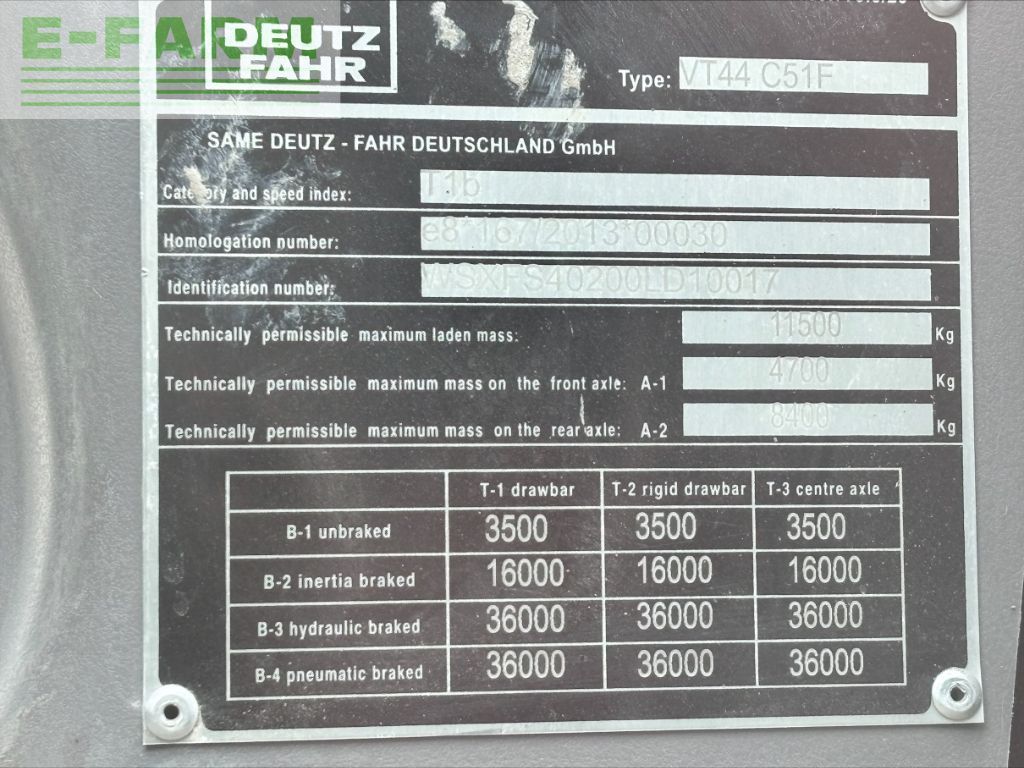 E-FARM
DEUTZ
FAHR
Type: VT44 C51F
SAME DEUTZ - FAHR DEUTSCHLAND GmbH
Category and speed index: T1b
Homologation number: e8*167/2013*00030
Identification number: WSXFS40200LD10017
Technically permissible maximum laden mass: 11500 Kg
Technically permissible maximum mass on the front axle: A-1 4700 Kg
Technically permissible maximum mass on the rear axle: A-2 8400 Kg
T-1 drawbar T-2 rigid drawbar T-3 centre axle
B-1 unbraked 3500 3500 3500
B-2 inertia braked 16000 16000 16000
B-3 hydraulic braked 36000 36000 36000
B-4 pneumatic braked 36000 36000 36000